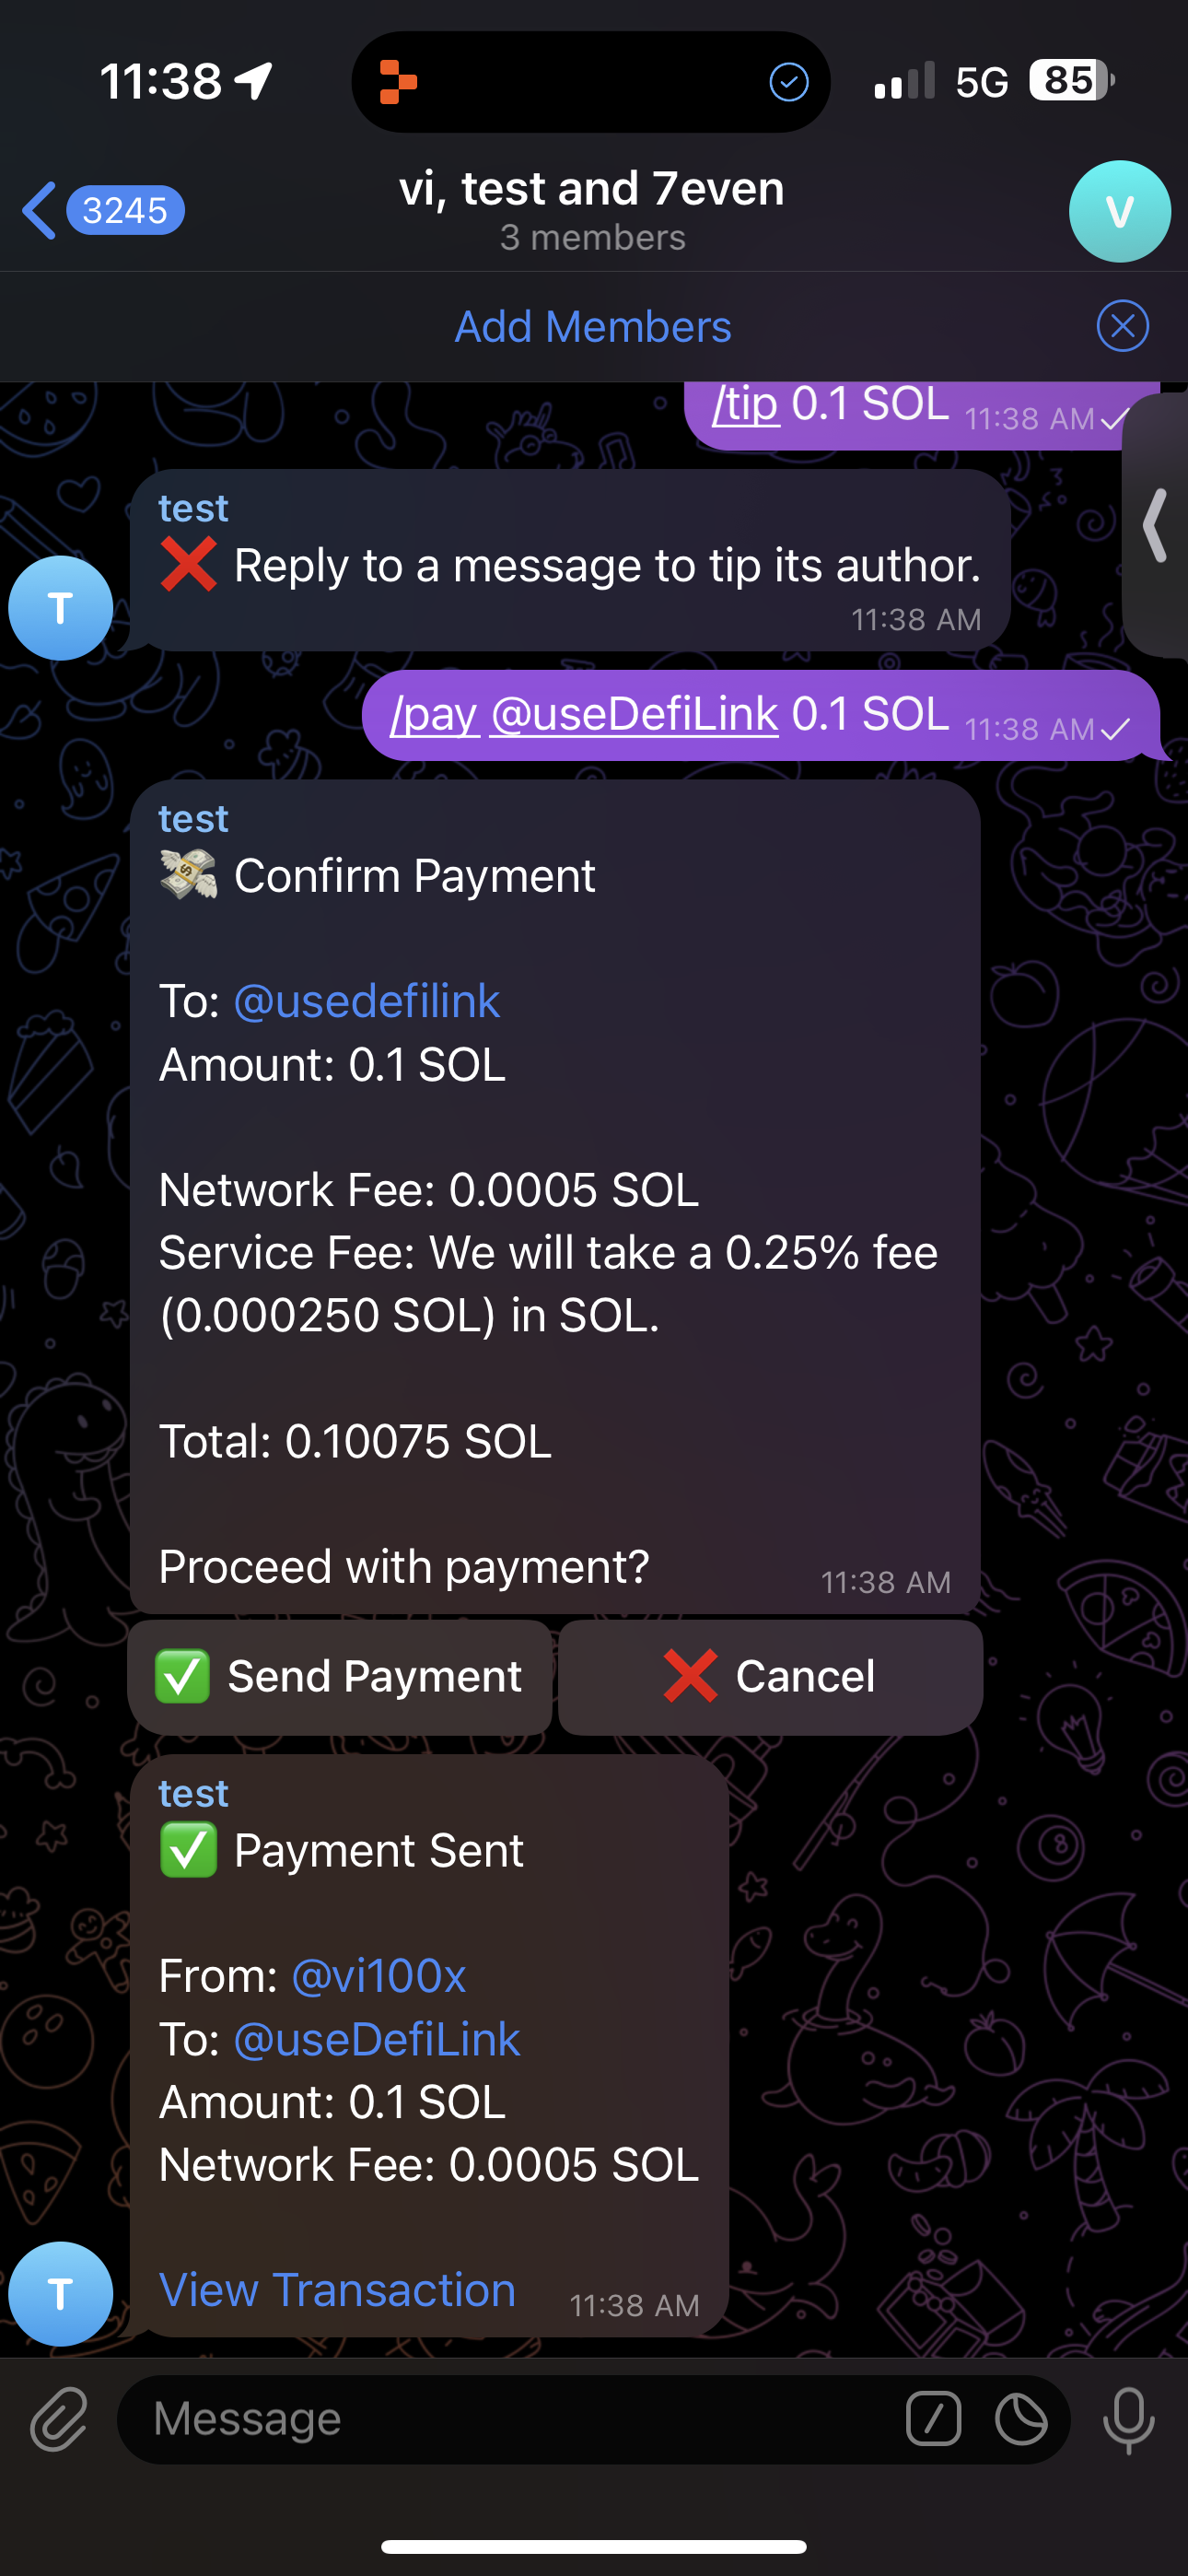 11:38
5G
85
3245
vi, test and 7even
3 members
V
Add Members
/tip 0.1 SOL 11:38 AM
test
❌ Reply to a message to tip its author.
11:38 AM
T
/pay @useDefiLink 0.1 SOL 11:38 AM
test
💸 Confirm Payment
To: @usedefilink
Amount: 0.1 SOL
Network Fee: 0.0005 SOL
Service Fee: We will take a 0.25% fee
(0.000250 SOL) in SOL.
Total: 0.10075 SOL
Proceed with payment? 11:38 AM
✅ Send Payment
❌ Cancel
test
✅ Payment Sent
From: @vi100x
To: @useDefiLink
Amount: 0.1 SOL
Network Fee: 0.0005 SOL
View Transaction 11:38 AM
T
Message